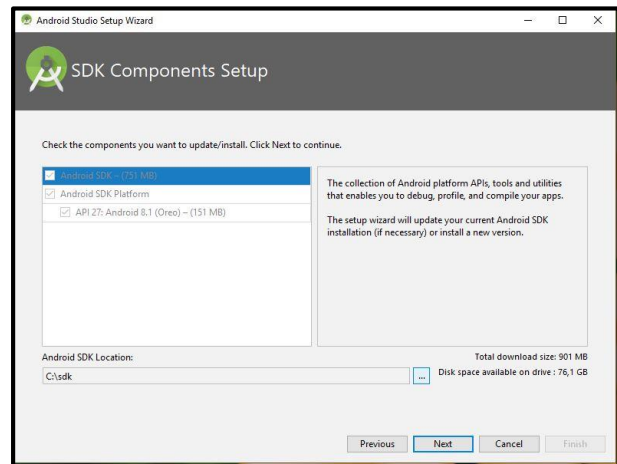 Android Studio Setup Wizard
SDK Components Setup
Check the components you want to update/install. Click Next to continue.
Android SDK – (751 MB)
Android SDK Platform
API 27: Android 8.1 (Oreo) – (151 MB)
The collection of Android platform APIs, tools and utilities
that enables you to debug, profile, and compile your apps.
The setup wizard will update your current Android SDK
installation (if necessary) or install a new version.
Android SDK Location:
C:\sdk
...
Total download size: 901 MB
Disk space available on drive : 76,1 GB
Previous
Next
Cancel
Finish